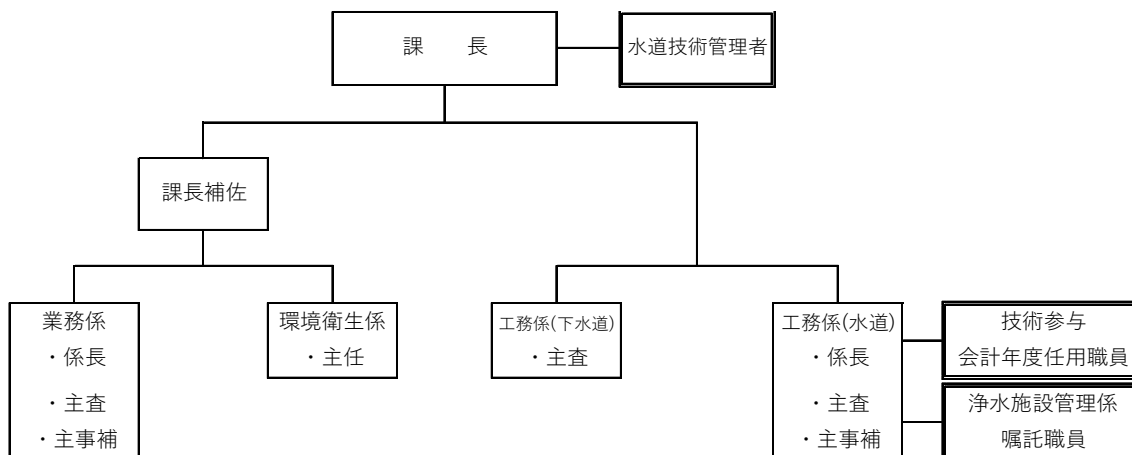 課　　長
水道技術管理者
課長補佐
業務係
・係長
・主査
・主事補
環境衛生係
・主任
工務係(下水道)
・主査
工務係(水道)
・係長
・主査
・主事補
技術参与
会計年度任用職員
浄水施設管理係
嘱託職員